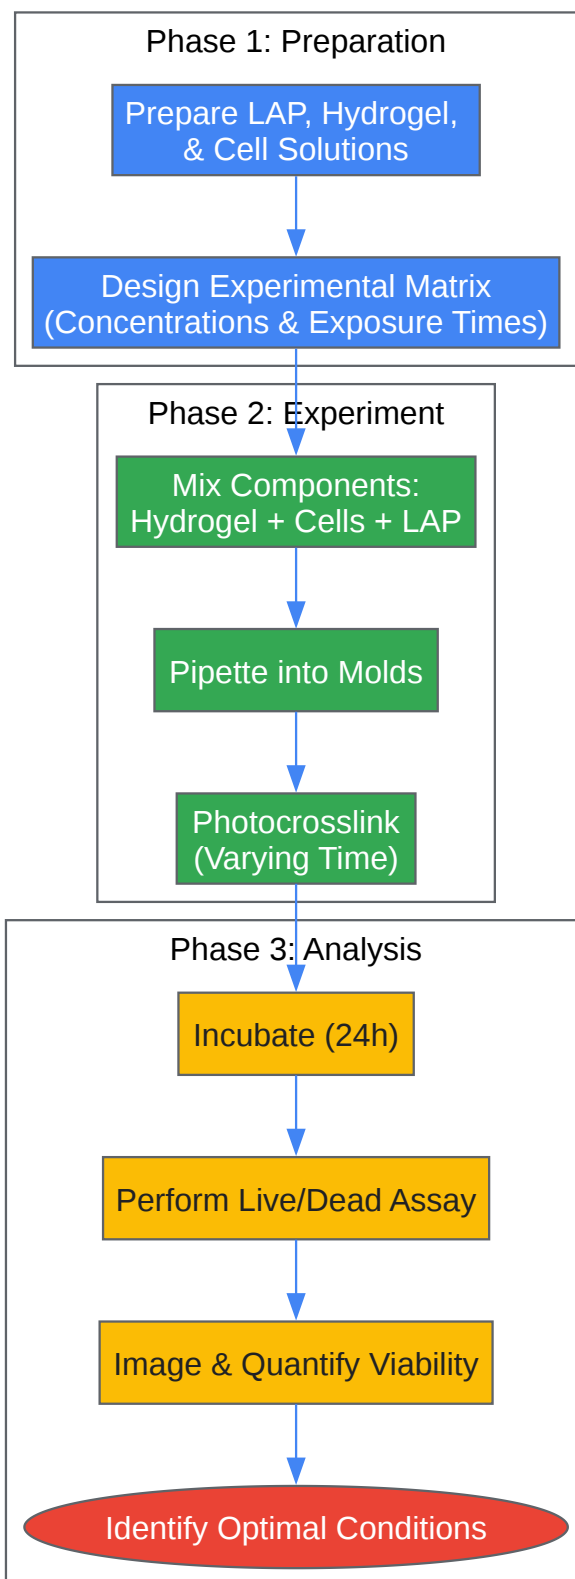 Phase 1: Preparation
Prepare LAP, Hydrogel,
& Cell Solutions
Design Experimental Matrix
(Concentrations & Exposure Times)
Phase 2: Experiment
Mix Components:
Hydrogel + Cells + LAP
Pipette into Molds
Photocrosslink
(Varying Time)
Phase 3: Analysis
Incubate (24h)
Perform Live/Dead Assay
Image & Quantify Viability
Identify Optimal Conditions